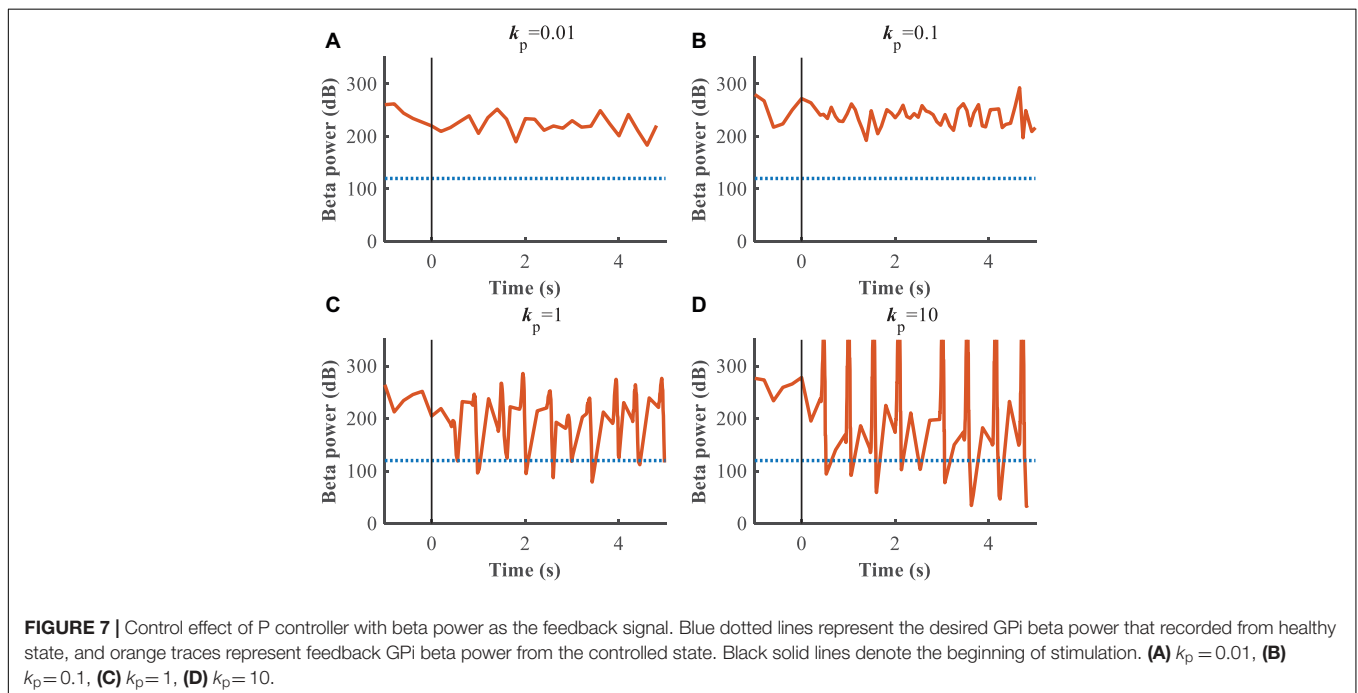 A
kp=0.01
Beta power (dB)
300
200
100
0
0 2 4
Time (s)
B
kp=0.1
Beta power (dB)
300
200
100
0
0 2 4
Time (s)
C
kp=1
Beta power (dB)
300
200
100
0
0 2 4
Time (s)
D
kp=10
Beta power (dB)
300
200
100
0
0 2 4
Time (s)
FIGURE 7 | Control effect of P controller with beta power as the feedback signal. Blue dotted lines represent the desired GPi beta power that recorded from healthy
state, and orange traces represent feedback GPi beta power from the controlled state. Black solid lines denote the beginning of stimulation. (A) kp = 0.01, (B)
kp = 0.1, (C) kp = 1, (D) kp = 10.